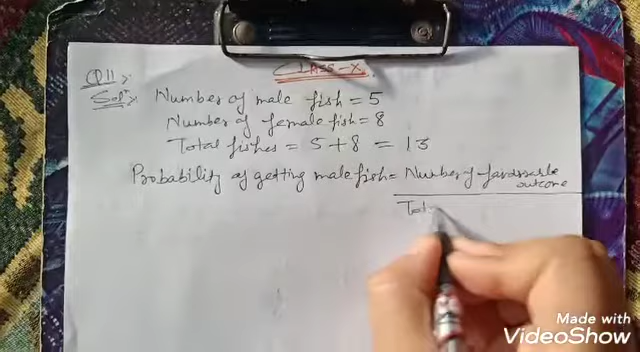 CLASS-X
Q11 >
Solⁿ > Number of male fish = 5
Number of female fish = 8
Total fishes = 5 + 8 = 13
Probability of getting male fish = Number of favourable
outcome
Tot
Made with
VideoShow